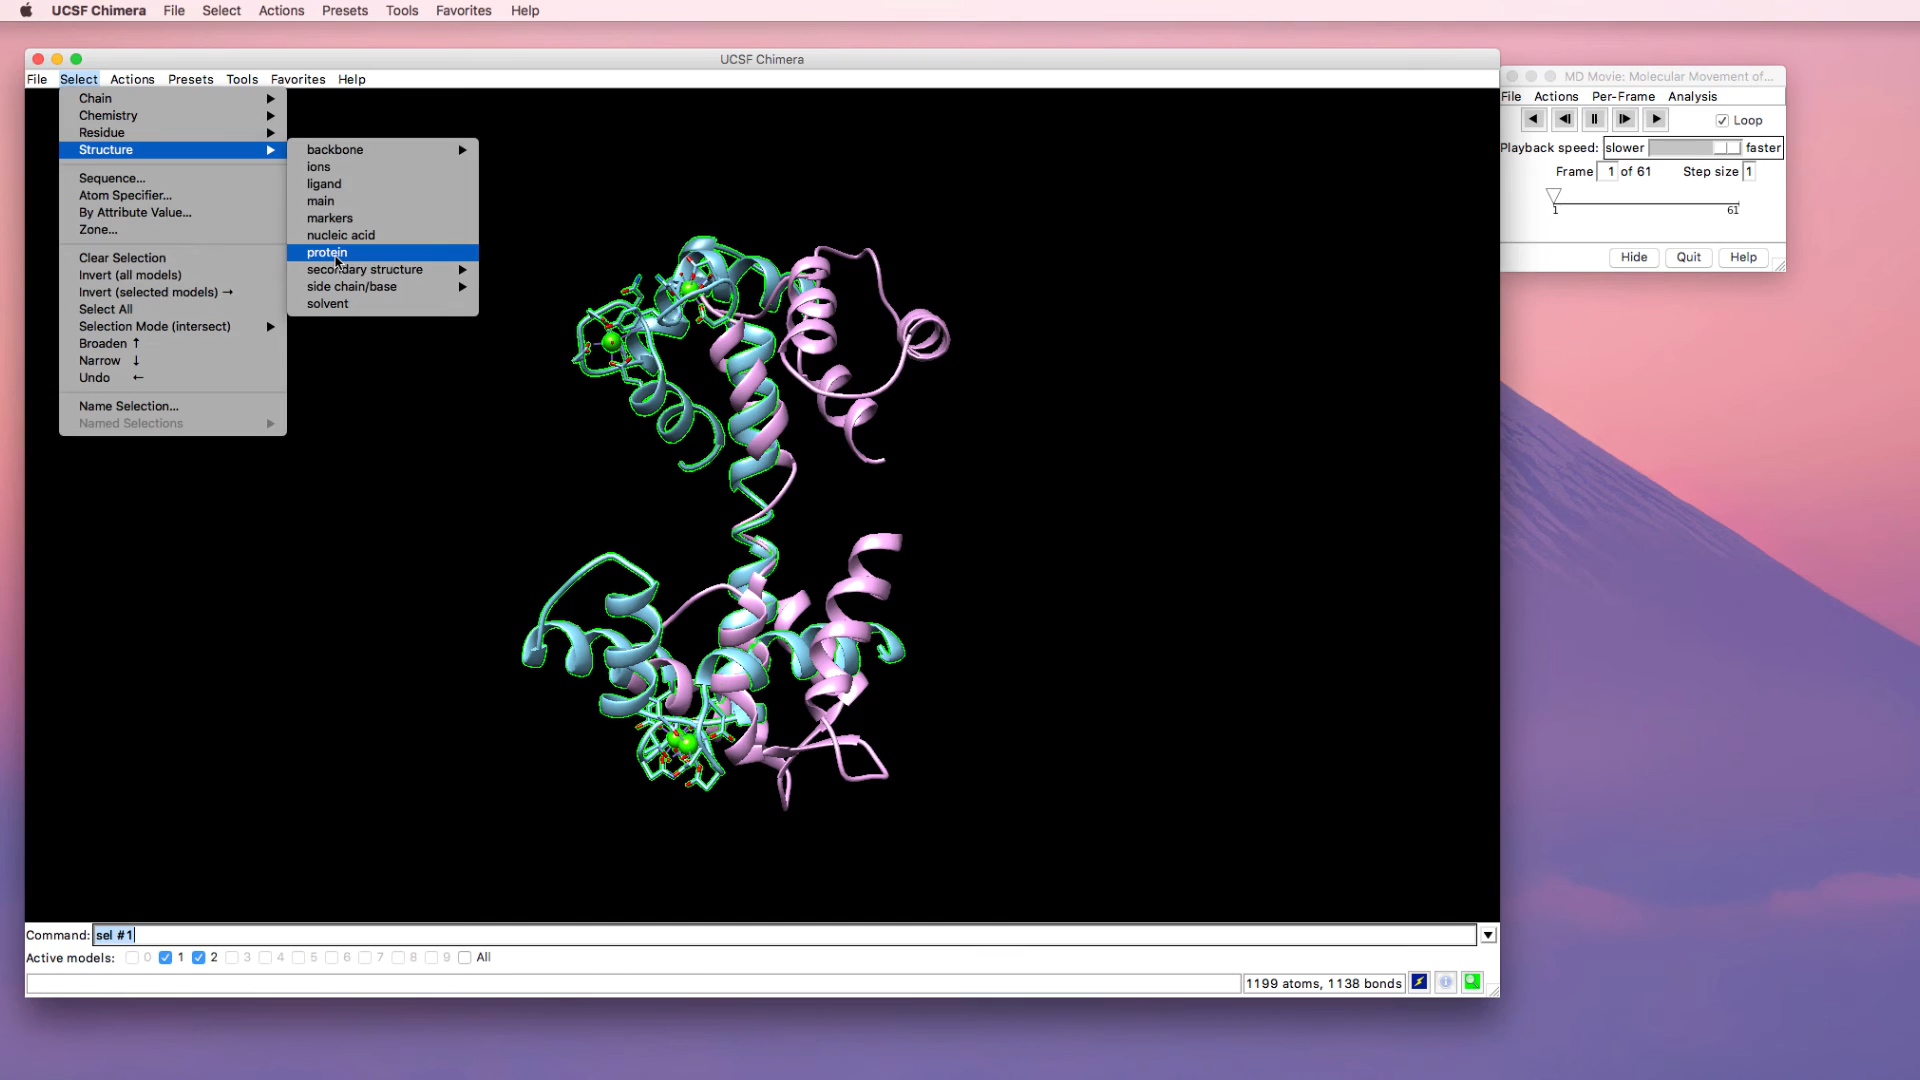 UCSF Chimera File Select Actions Presets Tools Favorites Help
UCSF Chimera
File Select Actions Presets Tools Favorites Help
Chain
Chemistry
Residue
Structure
Sequence...
Atom Specifier...
By Attribute Value...
Zone...
Clear Selection
Invert (all models)
Invert (selected models) →
Select All
Selection Mode (intersect)
Broaden ↑
Narrow ↓
Undo ←
Name Selection...
Named Selections
backbone
ions
ligand
main
markers
nucleic acid
protein
secondary structure
side chain/base
solvent
MD Movie: Molecular Movement of...
File Actions Per-Frame Analysis
Loop
Playback speed: slower faster
Frame 1 of 61 Step size 1
1 61
Hide Quit Help
Command: sel #1
Active models: 0 1 2 3 4 5 6 7 8 9 All
1199 atoms, 1138 bonds